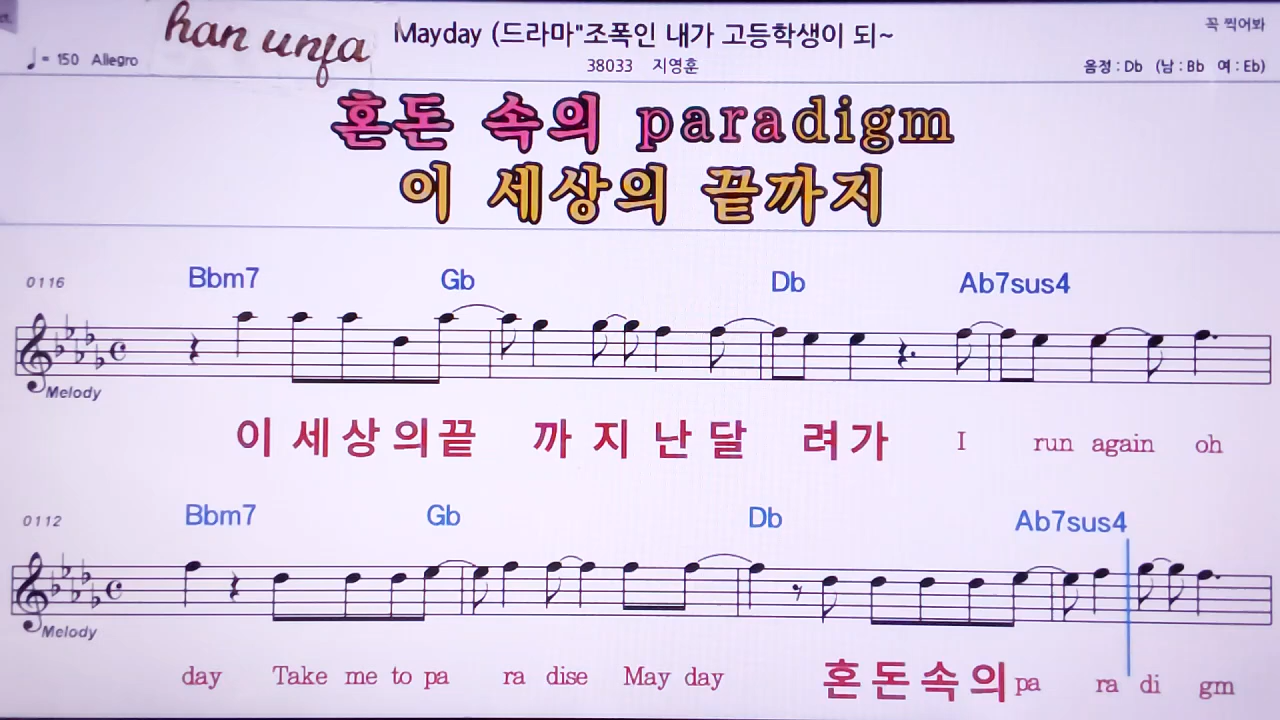 han unja
Mayday (드라마"조폭인 내가 고등학생이 되~
꼭 찍어봐
♩= 150 Allegro
38033 지영훈
음정 : Db (남 : Bb 여 : Eb)
혼돈 속의 paradigm
이 세상의 끝까지
0116 Bbm7 Gb Db Ab7sus4
Melody
이 세 상 의 끝 까 지 난 달 려 가 I run again oh
0112 Bbm7 Gb Db Ab7sus4
Melody
day Take me to pa ra dise May day 혼 돈 속 의 pa ra di gm